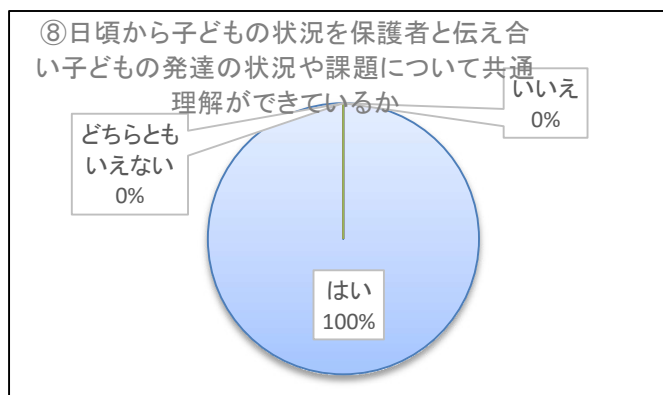 ⑧日頃から子どもの状況を保護者と伝え合
い子どもの発達の状況や課題について共通
理解ができているか
いいえ
0%
どちらとも
いえない
0%
はい
100%